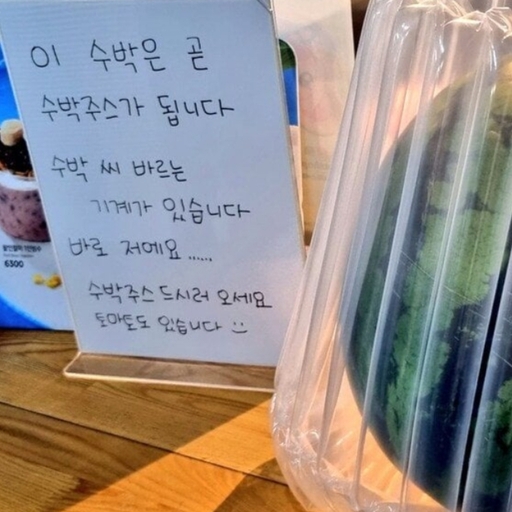 이 수박은 곧
수박주스가 됩니다
수박 씨 바르는
기계가 있습니다
바로 저예요......
수박주스 드시러 오세요
토마토도 있습니다 :)
6300